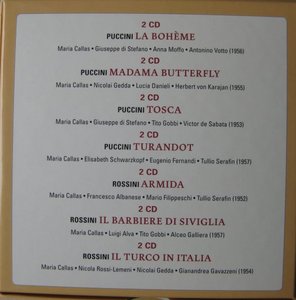 2 CD
PUCCINI LA BOHÈME
Maria Callas • Giuseppe di Stefano • Anna Moffo • Antonino Votto (1956)
2 CD
PUCCINI MADAMA BUTTERFLY
Maria Callas • Nicolai Gedda • Lucia Danieli • Herbert von Karajan (1955)
2 CD
PUCCINI TOSCA
Maria Callas • Giuseppe di Stefano • Tito Gobbi • Victor de Sabata (1953)
2 CD
PUCCINI TURANDOT
Maria Callas • Elisabeth Schwarzkopf • Eugenio Fernandi • Tullio Serafin (1957)
2 CD
ROSSINI ARMIDA
Maria Callas • Francesco Albanese • Mario Filippeschi • Tullio Serafin (1952)
2 CD
ROSSINI IL BARBIERE DI SIVIGLIA
Maria Callas • Luigi Alva • Tito Gobbi • Alceo Galliera (1957)
2 CD
ROSSINI IL TURCO IN ITALIA
Maria Callas • Nicola Rossi-Lemeni • Nicolai Gedda • Gianandrea Gavazzeni (1954)